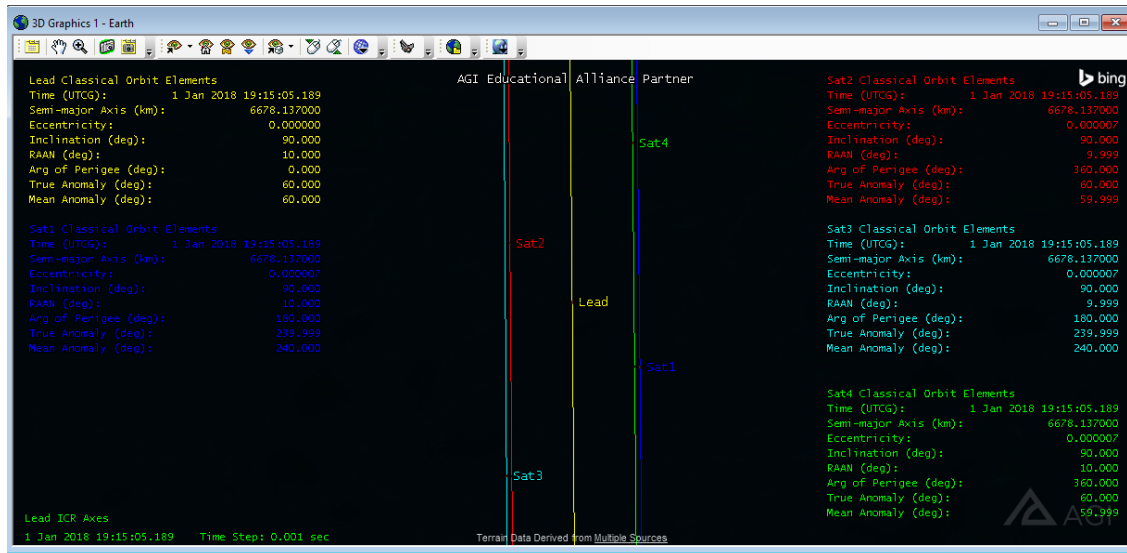 3D Graphics 1 - Earth
Lead Classical Orbit Elements
Time (UTCG): 1 Jan 2018 19:15:05.189
Semi-major Axis (km): 6678.137000
Eccentricity: 0.000000
Inclination (deg): 90.000
RAAN (deg): 10.000
Arg of Perigee (deg): 0.000
True Anomaly (deg): 60.000
Mean Anomaly (deg): 60.000
Sat1 Classical Orbit Elements
Time (UTCG): 1 Jan 2018 19:15:05.189
Semi-major Axis (km): 6678.137000
Eccentricity: 0.000007
Inclination (deg): 90.000
RAAN (deg): 10.000
Arg of Perigee (deg): 180.000
True Anomaly (deg): 239.999
Mean Anomaly (deg): 240.000
Lead ICR Axes
1 Jan 2018 19:15:05.189 Time Step: 0.001 sec
AGI Educational Alliance Partner
Sat4
Sat2
Lead
Sat1
Sat3
Terrain Data Derived from Multiple Sources
bing
Sat2 Classical Orbit Elements
Time (UTCG): 1 Jan 2018 19:15:05.189
Semi-major Axis (km): 6678.137000
Eccentricity: 0.000007
Inclination (deg): 90.000
RAAN (deg): 9.999
Arg of Perigee (deg): 360.000
True Anomaly (deg): 60.000
Mean Anomaly (deg): 59.999
Sat3 Classical Orbit Elements
Time (UTCG): 1 Jan 2018 19:15:05.189
Semi-major Axis (km): 6678.137000
Eccentricity: 0.000007
Inclination (deg): 90.000
RAAN (deg): 9.999
Arg of Perigee (deg): 180.000
True Anomaly (deg): 239.999
Mean Anomaly (deg): 240.000
Sat4 Classical Orbit Elements
Time (UTCG): 1 Jan 2018 19:15:05.189
Semi-major Axis (km): 6678.137000
Eccentricity: 0.000007
Inclination (deg): 90.000
RAAN (deg): 10.000
Arg of Perigee (deg): 360.000
True Anomaly (deg): 60.000
Mean Anomaly (deg): 59.999
AGI